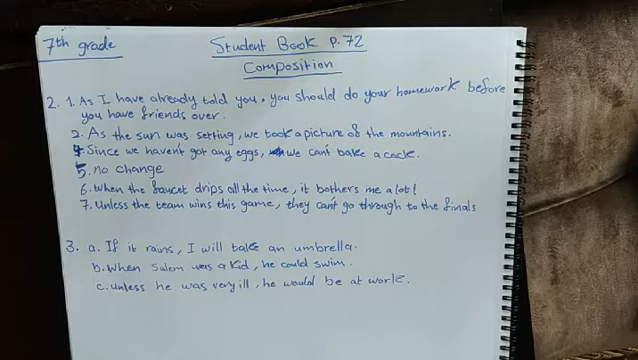 7th grade
Student Book p.72
Composition
2. 1. As I have already told you, you should do your homework before
you have friends over.
2. As the sun was setting, we took a picture of the mountains.
4. Since we haven't got any eggs, we can't bake a cack.
5. no change
6. When the faucet drips all the time, it bothers me a lot!
7. Unless the team wins this game, they can't go through to the finals
3. a. If it rains, I will take an umbrella.
b. When Salem was a kid, he could swim.
c. unless he was very ill, he would be at work.